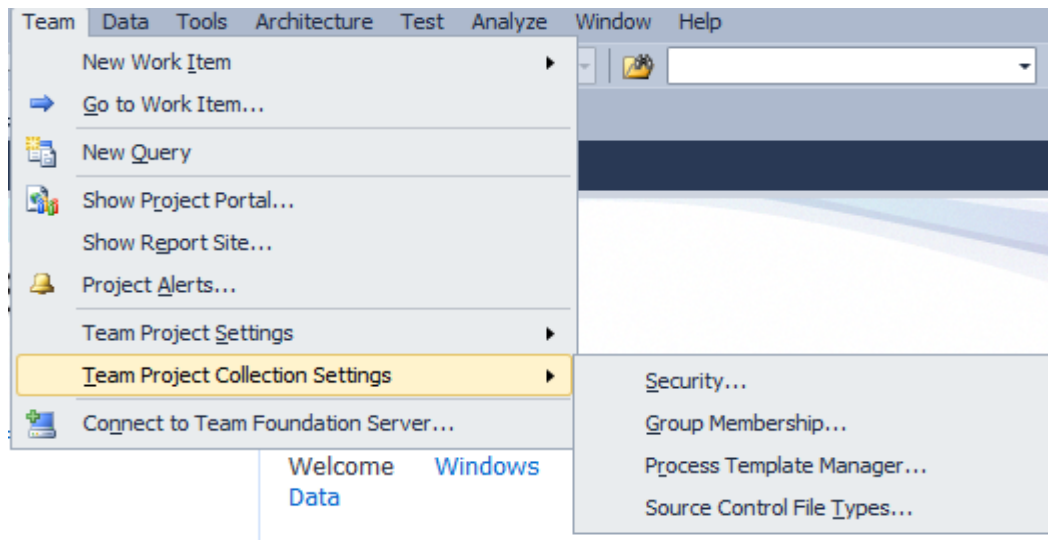 Team Data Tools Architecture Test Analyze Window Help
New Work Item
Go to Work Item...
New Query
Show Project Portal...
Show Report Site...
Project Alerts...
Team Project Settings
Team Project Collection Settings
Connect to Team Foundation Server...
Security...
Group Membership...
Process Template Manager...
Source Control File Types...
Welcome Windows
Data